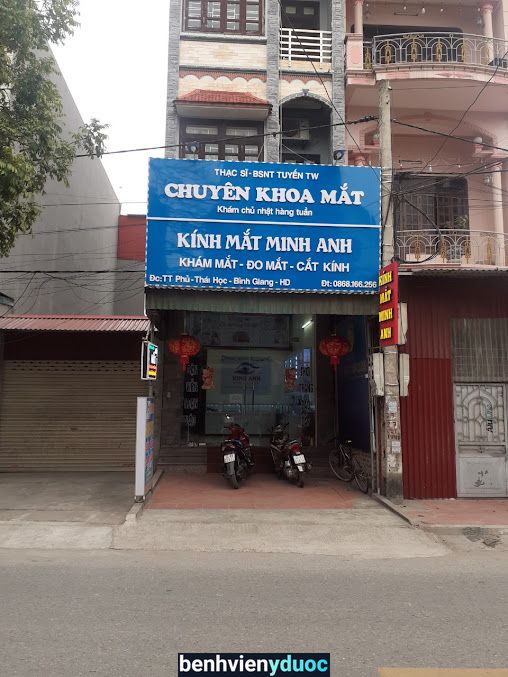 THẠC SĨ-BSNT TUYẾN TW
CHUYÊN KHOA MẮT
Khám chủ nhật hàng tuần
KÍNH MẮT MINH ANH
KHÁM MẮT - ĐO MẮT - CẮT KÍNH
Đc:TT Phủ - Thái Học - Bình Giang - HD
Đt: 0868.166.256
KÍNH
MẮT
MINH
ANH
benhvienyduoc